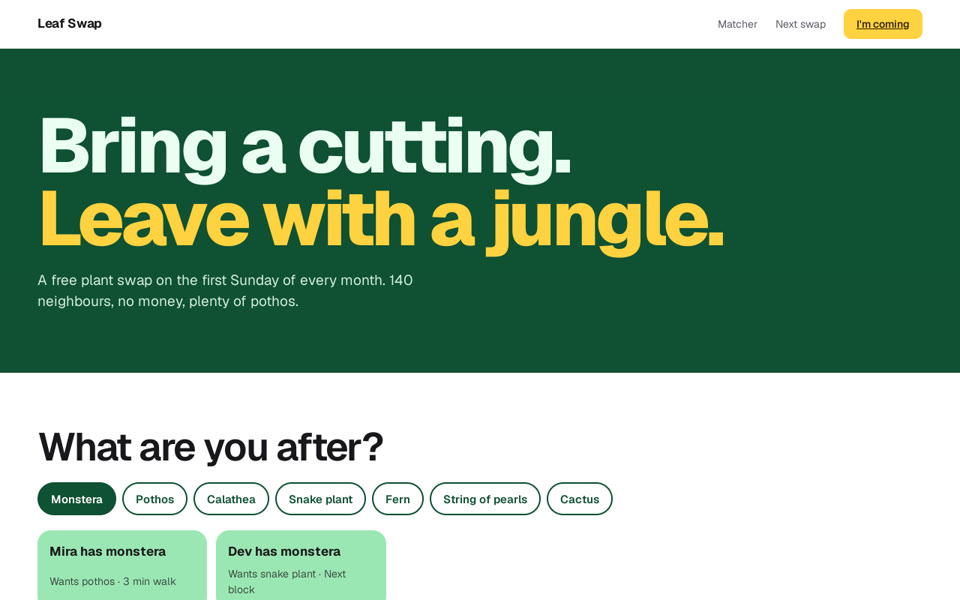 Leaf Swap
Matcher
Next swap
I'm coming
Bring a cutting.
Leave with a jungle.
A free plant swap on the first Sunday of every month. 140
neighbours, no money, plenty of pothos.
What are you after?
Monstera
Pothos
Calathea
Snake plant
Fern
String of pearls
Cactus
Mira has monstera
Wants pothos · 3 min walk
Dev has monstera
Wants snake plant · Next
block